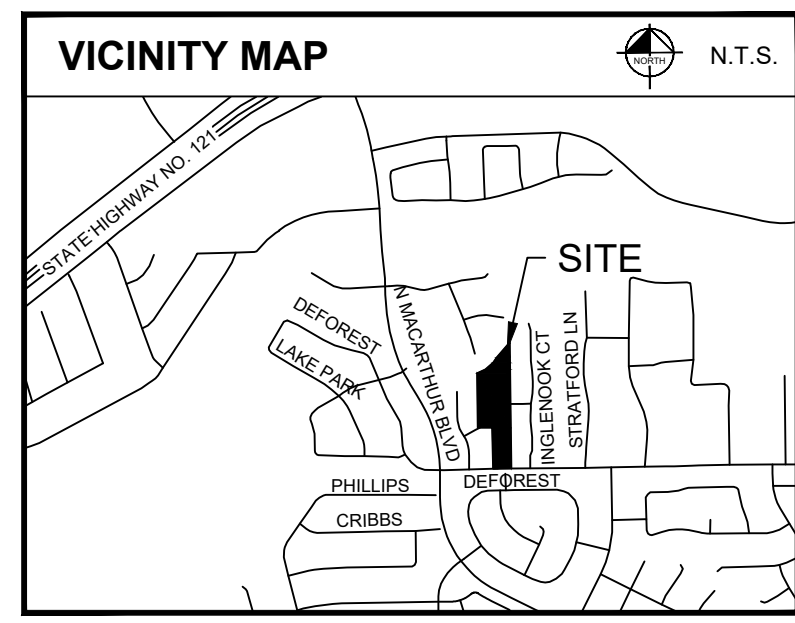 VICINITY MAP
NORTH
N.T.S.
STATE HIGHWAY NO. 121
SITE
DEFOREST
LAKE PARK
N MACARTHUR BLVD
INGLENOOK CT
STRATFORD LN
PHILLIPS
DEFOREST
CRIBBS